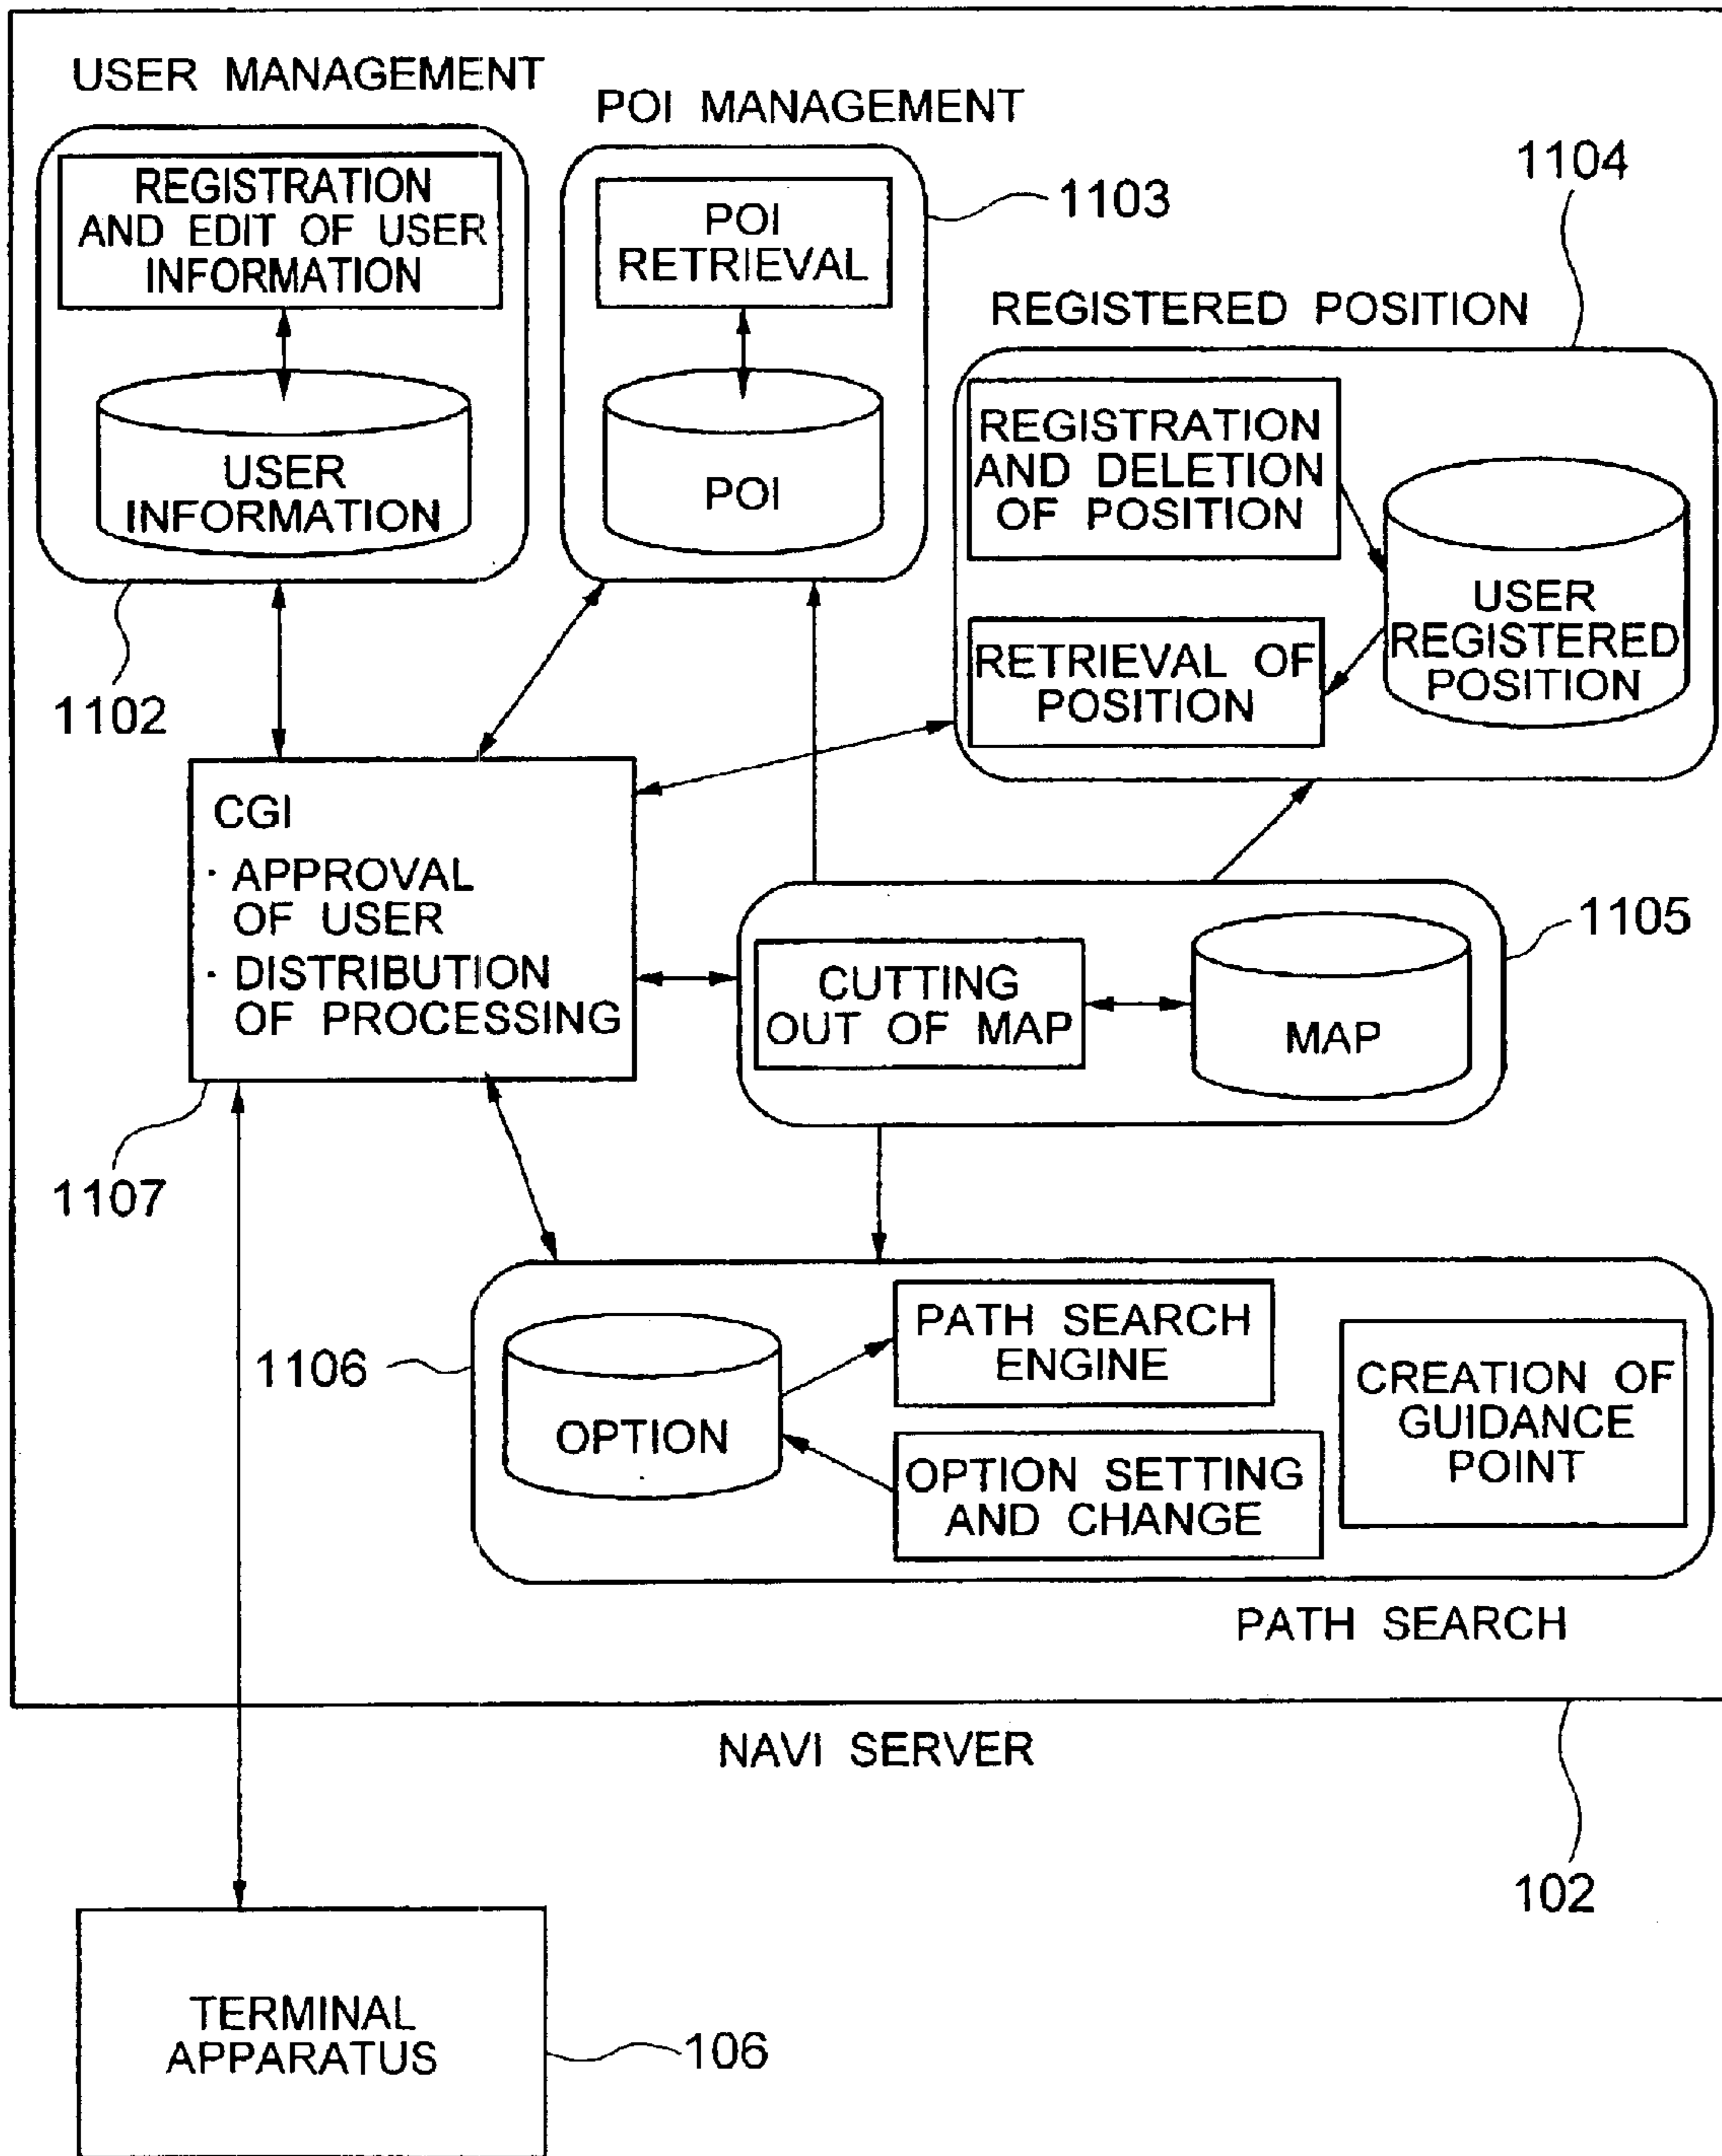 USER MANAGEMENT
REGISTRATION
AND EDIT OF USER
INFORMATION
USER
INFORMATION
1102
POI MANAGEMENT
POI
RETRIEVAL
POI
1103
1104
REGISTERED POSITION
REGISTRATION
AND DELETION
OF POSITION
RETRIEVAL OF
POSITION
USER
REGISTERED
POSITION
CGI
· APPROVAL
OF USER
· DISTRIBUTION
OF PROCESSING
1107
CUTTING
OUT OF MAP
MAP
1105
1106
OPTION
PATH SEARCH
ENGINE
OPTION SETTING
AND CHANGE
CREATION OF
GUIDANCE
POINT
PATH SEARCH
NAVI SERVER
102
TERMINAL
APPARATUS
106